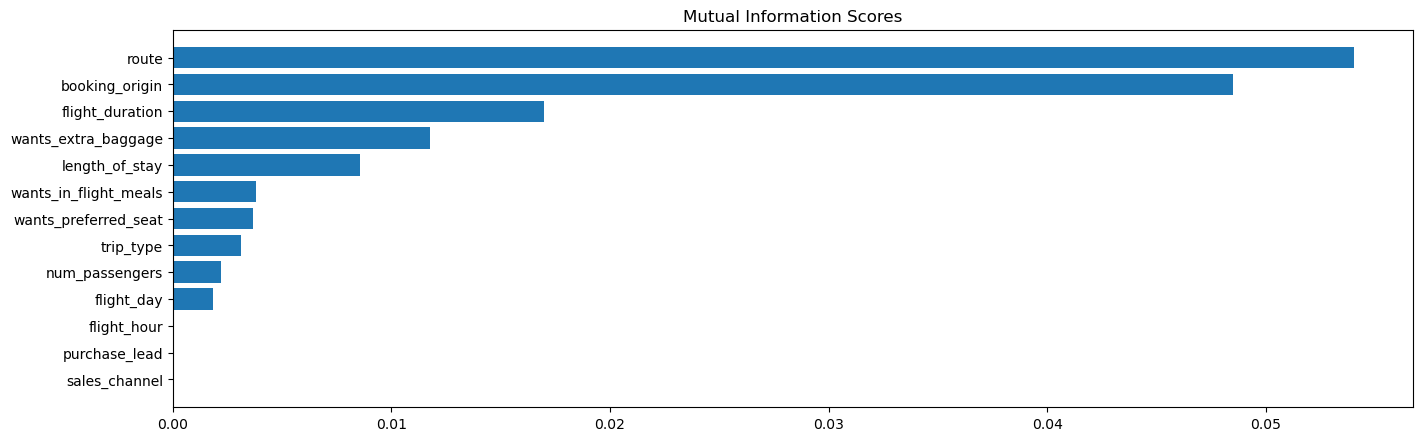 Mutual Information Scores
route
booking_origin
flight_duration
wants_extra_baggage
length_of_stay
wants_in_flight_meals
wants_preferred_seat
trip_type
num_passengers
flight_day
flight_hour
purchase_lead
sales_channel
0.00 0.01 0.02 0.03 0.04 0.05